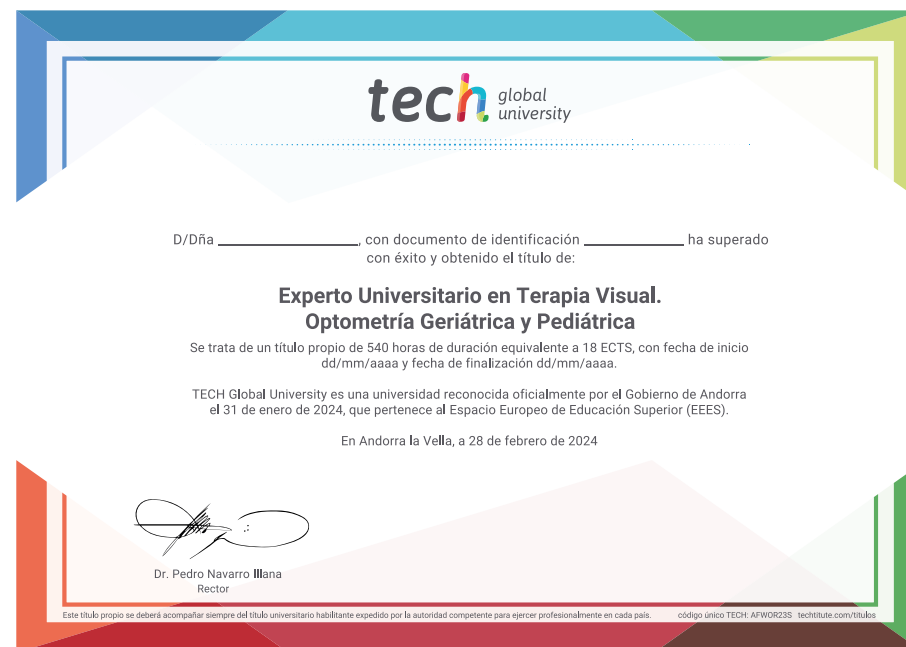 tech global university
D/Dña ____________________, con documento de identificación ______________ ha superado
con éxito y obtenido el título de:
Experto Universitario en Terapia Visual.
Optometría Geriátrica y Pediátrica
Se trata de un título propio de 540 horas de duración equivalente a 18 ECTS, con fecha de inicio
dd/mm/aaaa y fecha de finalización dd/mm/aaaa.
TECH Global University es una universidad reconocida oficialmente por el Gobierno de Andorra
el 31 de enero de 2024, que pertenece al Espacio Europeo de Educación Superior (EEES).
En Andorra la Vella, a 28 de febrero de 2024
Dr. Pedro Navarro Illana
Rector
Este título propio se deberá acompañar siempre del título universitario habilitante expedido por la autoridad competente para ejercer profesionalmente en cada país. código único TECH: AFWOR23S techtitute.com/títulos